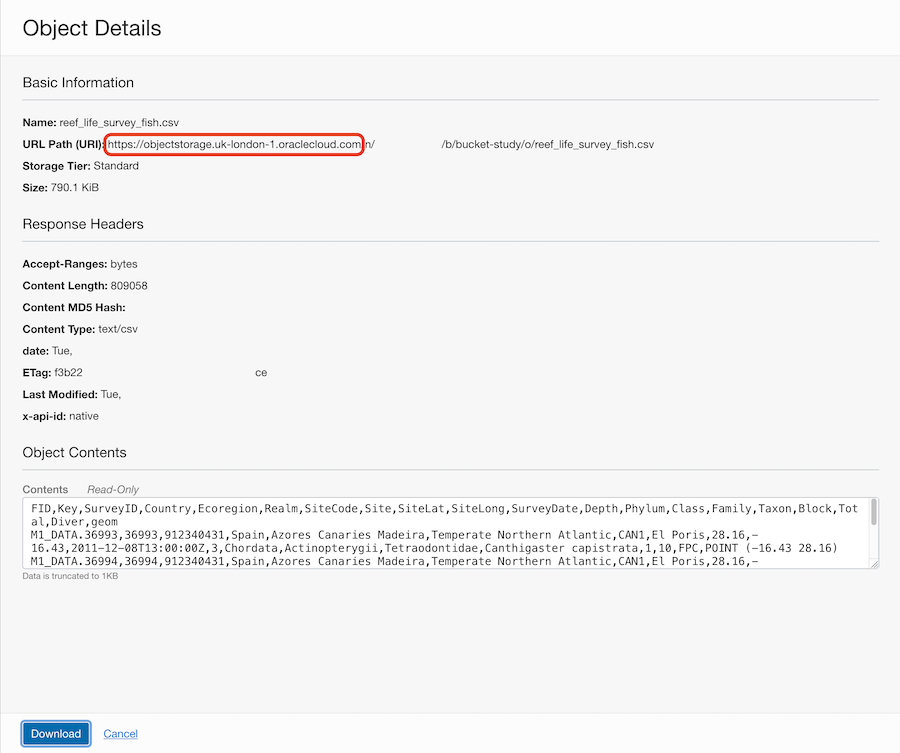 Object Details
Basic Information
Name: reef_life_survey_fish.csv
URL Path (URI): https://objectstorage.uk-london-1.oraclecloud.com/n/ /b/bucket-study/o/reef_life_survey_fish.csv
Storage Tier: Standard
Size: 790.1 KiB
Response Headers
Accept-Ranges: bytes
Content Length: 809058
Content MD5 Hash:
Content Type: text/csv
date: Tue,
ETag: f3b22 ce
Last Modified: Tue,
x-api-id: native
Object Contents
Contents Read-Only
FID,Key,SurveyID,Country,Ecoregion,Realm,SiteCode,Site,SiteLat,SiteLong,SurveyDate,Depth,Phylum,Class,Family,Taxon,Block,Tot
al,Diver,geom
M1_DATA.36993,36993,912340431,Spain,Azores Canaries Madeira,Temperate Northern Atlantic,CAN1,El Poris,28.16,-
16.43,2011-12-08T13:00:00Z,3,Chordata,Actinopterygii,Tetraodontidae,Canthigaster capistrata,1,10,FPC,POINT (-16.43 28.16)
M1_DATA.36994,36994,912340431,Spain,Azores Canaries Madeira,Temperate Northern Atlantic,CAN1,El Poris,28.16,-
Data is truncated to 1KB
Download Cancel